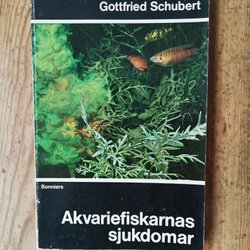 Gottfried Schubert
Bonniers
Akvariefiskarnas
sjukdomar